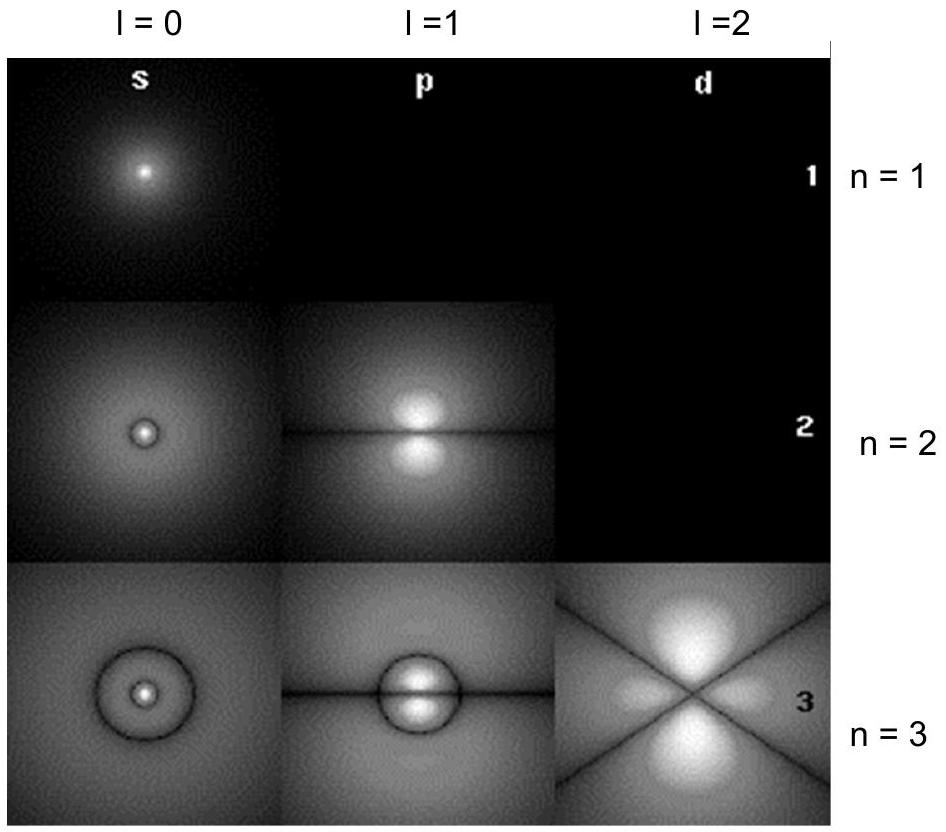 l = 0 l =1 l =2
s p d
1 n = 1
2 n = 2
3 n = 3